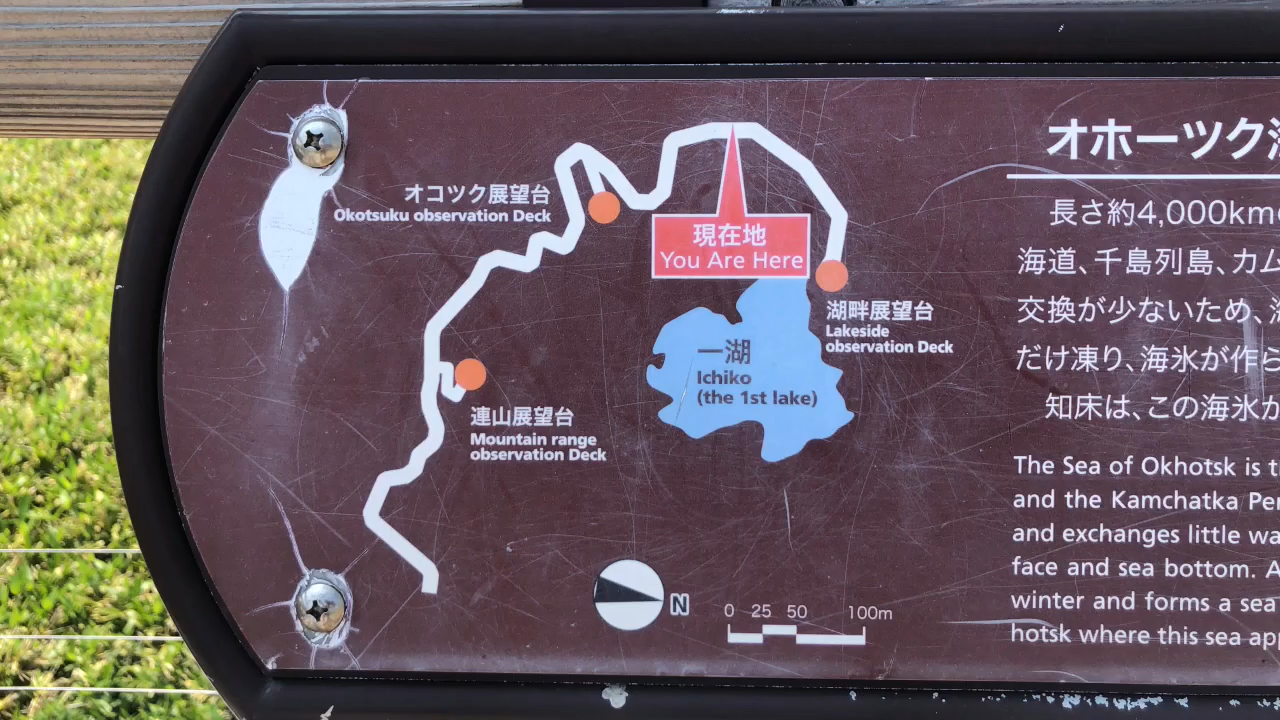 オコツク展望台
Okotsuku observation Deck
現在地
You Are Here
湖畔展望台
Lakeside
observation Deck
一湖
Ichiko
(the 1st lake)
連山展望台
Mountain range
observation Deck
N
0 25 50 100m
オホーツク
長さ約4,000km
海道、千島列島、カム
交換が少ないため、
だけ凍り、海氷が作ら
知床は、この海氷か
The Sea of Okhotsk is
and the Kamchatka
and exchanges little
face and sea bottom. A
winter and forms a sea
hotsk where this sea